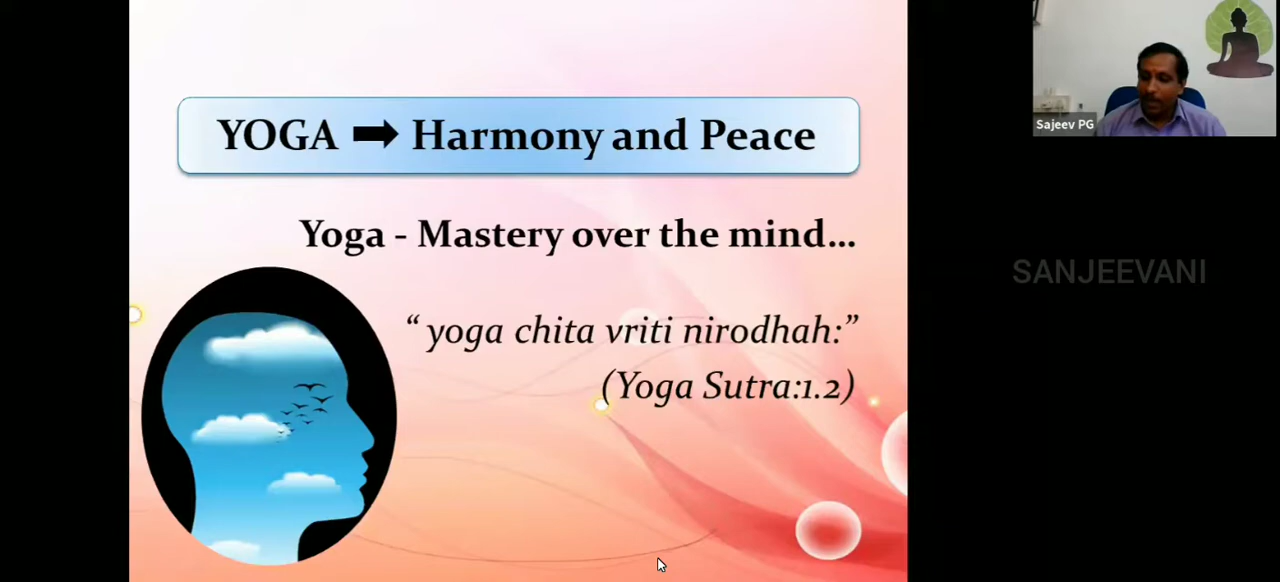 YOGA ➡ Harmony and Peace
Yoga - Mastery over the mind...
“ yoga chita vriti nirodhah:”
(Yoga Sutra:1.2)
Sajeev PG
SANJEEVANI